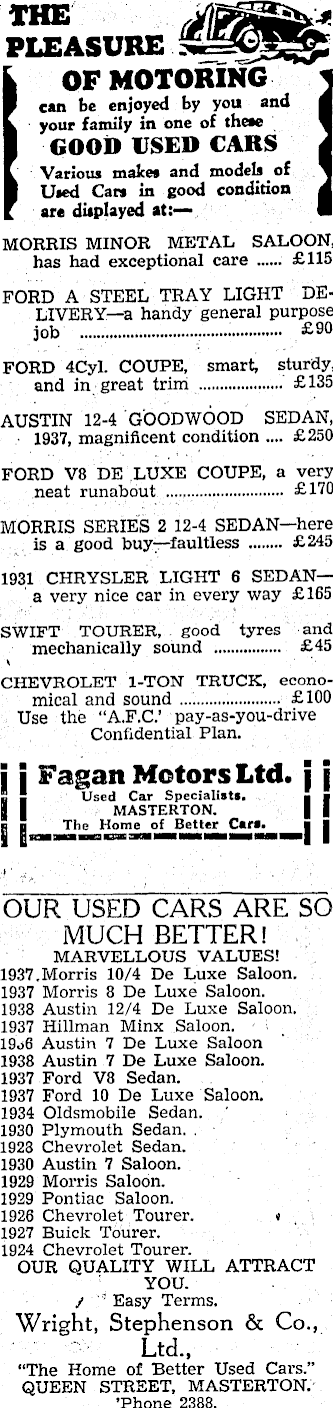 THE
PLEASURE
OF MOTORING
can be enjoyed by you and
your family in one of these
GOOD USED CARS
Various makes and models of
Used Cars in good condition
are displayed at:—
MORRIS MINOR METAL SALOON,
has had exceptional care ...... £115
FORD A STEEL TRAY LIGHT DE-
LIVERY—a handy general purpose
job ............................................ £90
FORD 4Cyl. COUPE, smart, sturdy,
and in great trim .................... £135
AUSTIN 12-4 GOODWOOD SEDAN,
1937, magnificent condition .... £250
FORD V8 DE LUXE COUPE, a very
neat runabout ............................ £170
MORRIS SERIES 2 12-4 SEDAN—here
is a good buy—faultless ........ £245
1931 CHRYSLER LIGHT 6 SEDAN—
a very nice car in every way £165
SWIFT TOURER, good tyres and
mechanically sound ................ £45
CHEVROLET 1-TON TRUCK, econo-
mical and sound ........................ £100
Use the "A.F.C.' pay-as-you-drive
Confidential Plan.
Fagan Motors Ltd.
Used Car Specialists,
MASTERTON.
The Home of Better Cars.
OUR USED CARS ARE SO
MUCH BETTER!
MARVELLOUS VALUES!
1937 Morris 10/4 De Luxe Saloon.
1937 Morris 8 De Luxe Saloon.
1938 Austin 12/4 De Luxe Saloon.
1937 Hillman Minx Saloon.
1936 Austin 7 De Luxe Saloon
1938 Austin 7 De Luxe Saloon.
1937 Ford V8 Sedan.
1937 Ford 10 De Luxe Saloon.
1934 Oldsmobile Sedan.
1930 Plymouth Sedan.
1928 Chevrolet Sedan.
1930 Austin 7 Saloon.
1929 Morris Saloon.
1929 Pontiac Saloon.
1926 Chevrolet Tourer.
1927 Buick Tourer.
1924 Chevrolet Tourer.
OUR QUALITY WILL ATTRACT
YOU.
Easy Terms.
Wright, Stephenson & Co.,
Ltd.,
"The Home of Better Used Cars."
QUEEN STREET, MASTERTON.
'Phone 2388.